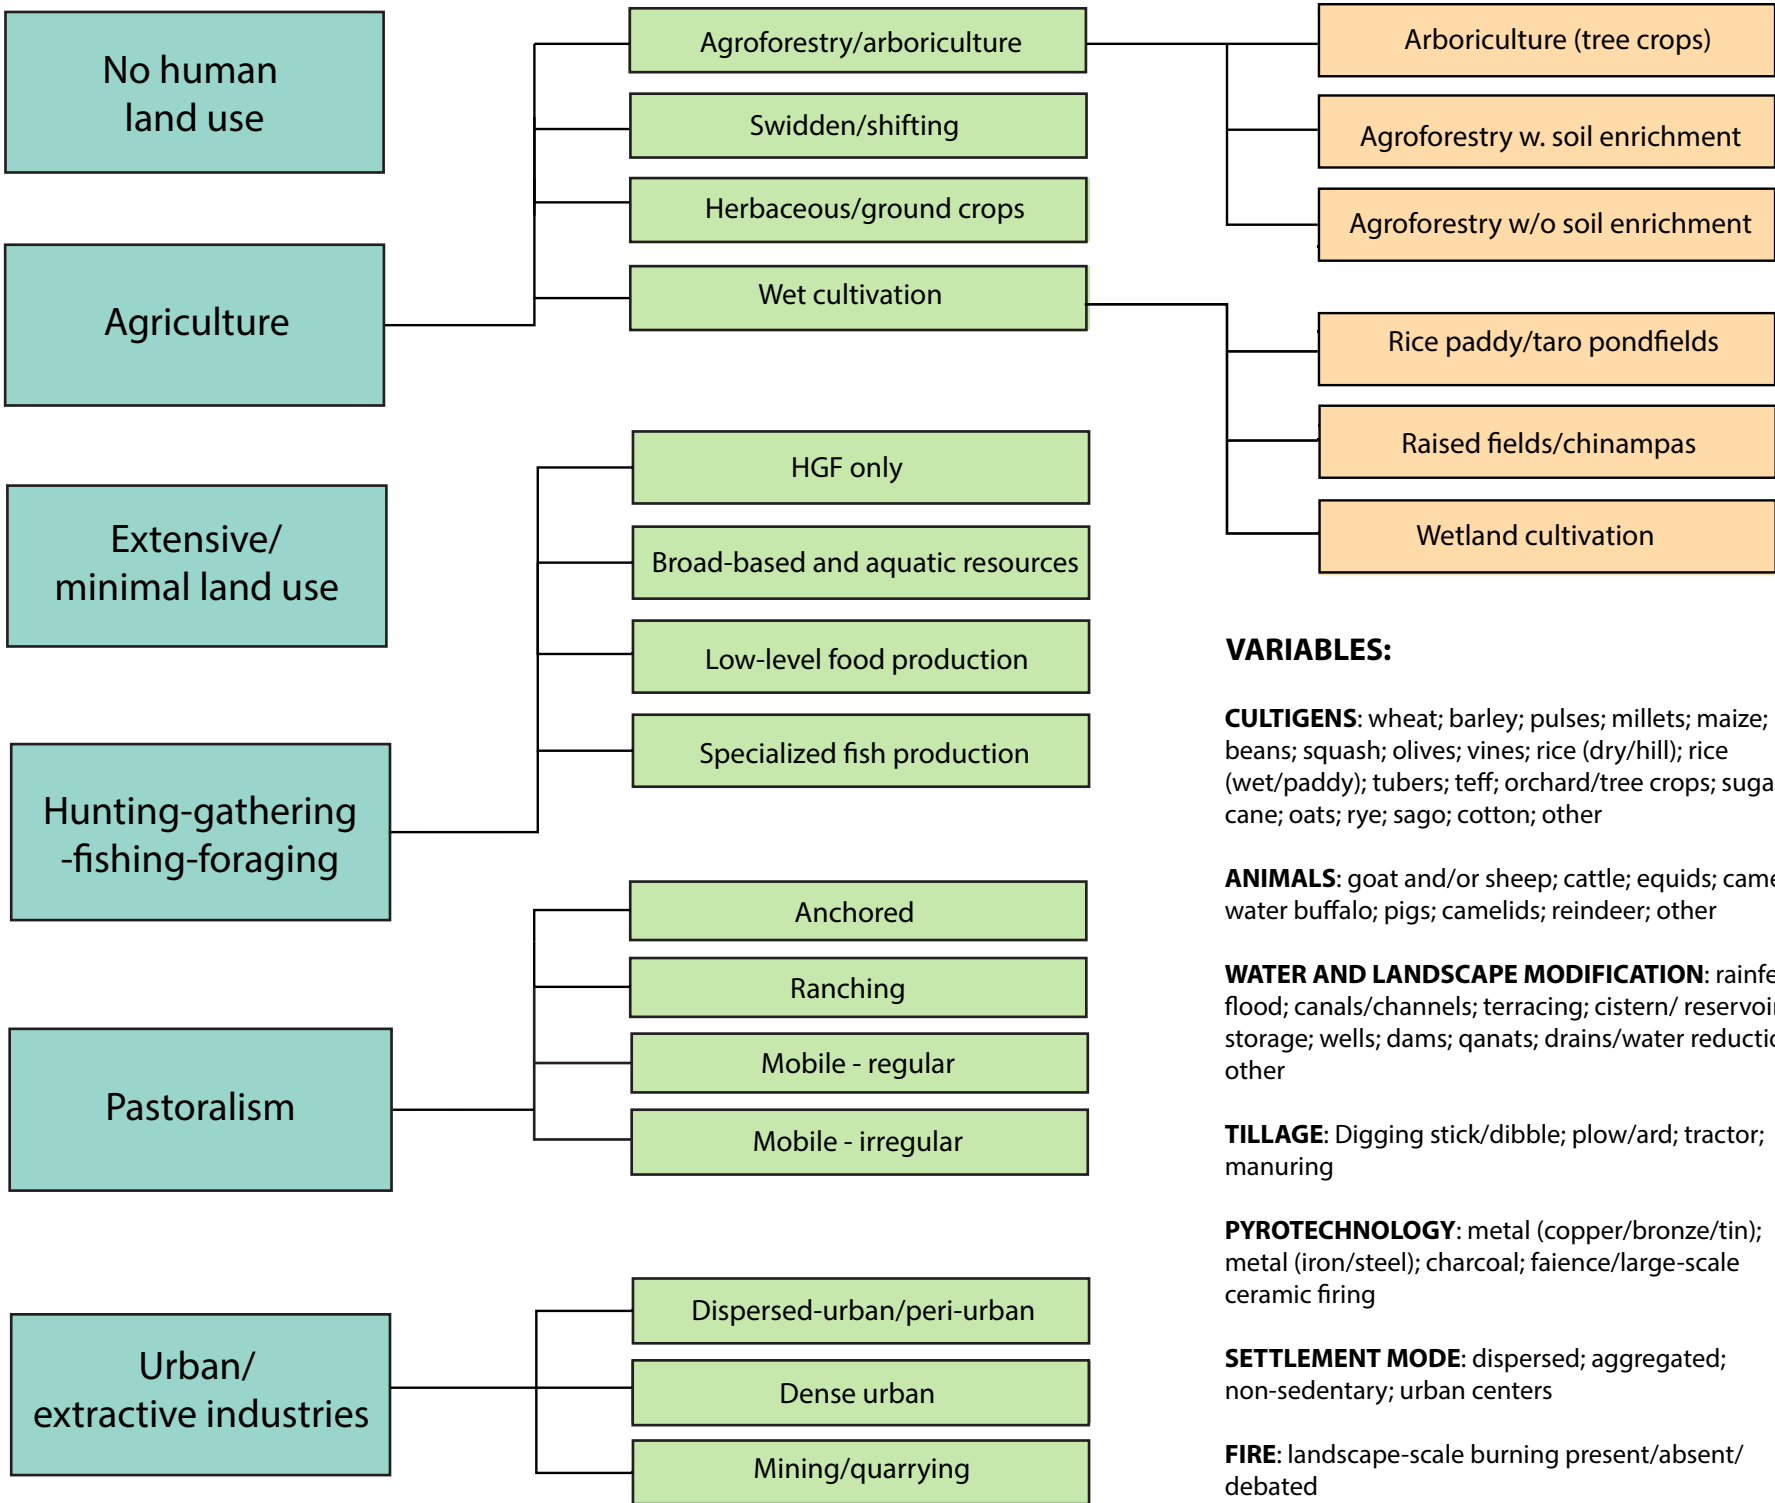 No human
land use
Agriculture
Extensive/
minimal land use
Hunting-gathering
-fishing-foraging
Pastoralism
Urban/
extractive industries
Agroforestry/arboriculture
Swidden/shifting
Herbaceous/ground crops
Wet cultivation
HGF only
Broad-based and aquatic resources
Low-level food production
Specialized fish production
Anchored
Ranching
Mobile - regular
Mobile - irregular
Dispersed-urban/peri-urban
Dense urban
Mining/quarrying
Arboriculture (tree crops)
Agroforestry w. soil enrichment
Agroforestry w/o soil enrichment
Rice paddy/taro pondfields
Raised fields/chinampas
Wetland cultivation
VARIABLES:
CULTIGENS: wheat; barley; pulses; millets; maize;
beans; squash; olives; vines; rice (dry/hill); rice
(wet/paddy); tubers; teff; orchard/tree crops;
cane; oats; rye; sago; cotton; other
ANIMALS: goat and/or sheep; cattle; equids;
water buffalo; pigs; camelids; reindeer; other
WATER AND LANDSCAPE MODIFICATION:
flood; canals/channels; terracing; cistern/
storage; wells; dams; qanats; drains/water
other
TILLAGE: Digging stick/dibble; plow/ard; tractor;
manuring
PYROTECHNOLOGY: metal (copper/bronze/tin);
metal (iron/steel); charcoal; faience/large-scale
ceramic firing
SETTLEMENT MODE: dispersed; aggregated;
non-sedentary; urban centers
FIRE: landscape-scale burning present/absent/
debated